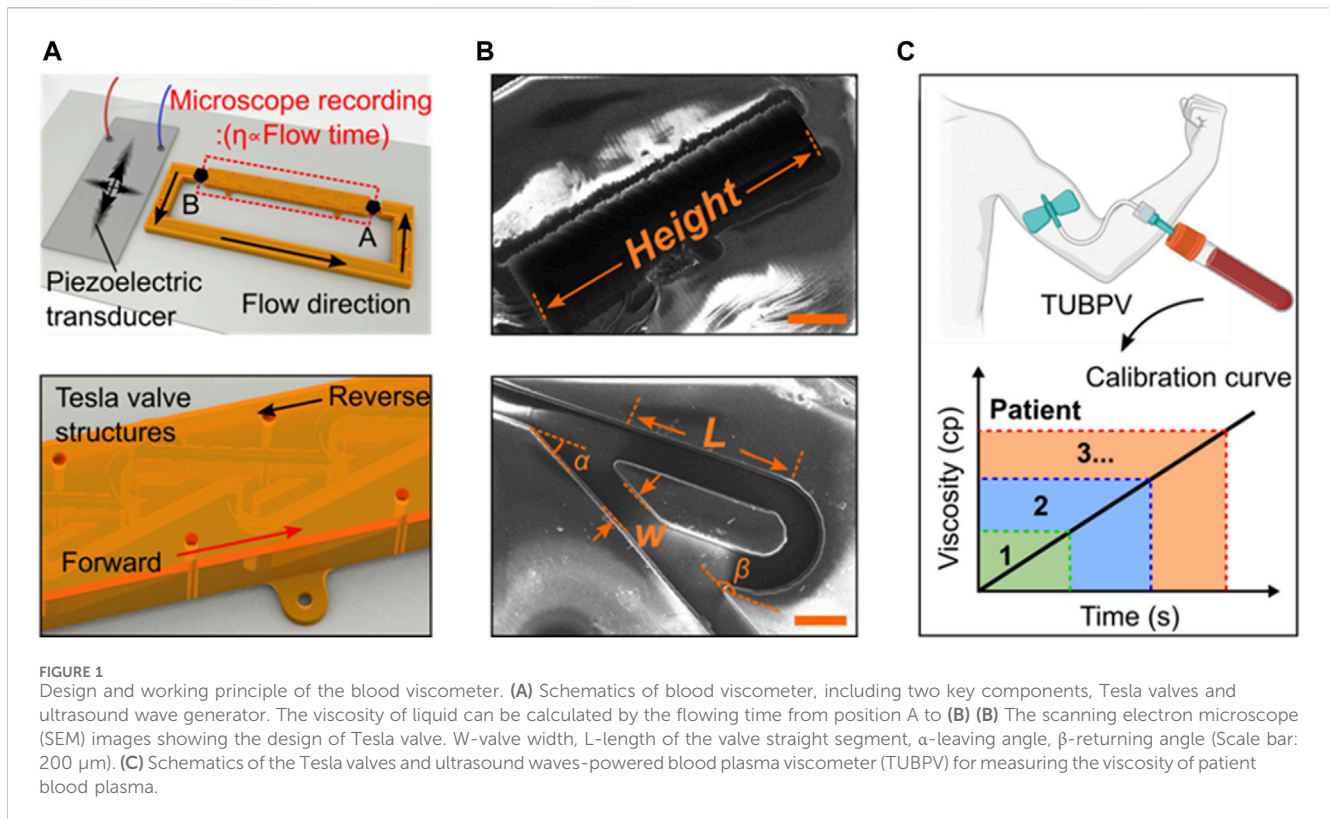 A
Microscope recording
:(η∝Flow time)
B
A
Piezoelectric
transducer
Flow direction
Tesla valve
structures
Reverse
Forward
B
Height
L
α
W
β
C
TUBPV
Calibration curve
Viscosity (cp)
Patient
3...
2
1
Time (s)
FIGURE 1
Design and working principle of the blood viscometer. (A) Schematics of blood viscometer, including two key components, Tesla valves and
ultrasound wave generator. The viscosity of liquid can be calculated by the flowing time from position A to (B) (B) The scanning electron microscope
(SEM) images showing the design of Tesla valve. W-valve width, L-length of the valve straight segment, α-leaving angle, β-returning angle (Scale bar:
200 μm). (C) Schematics of the Tesla valves and ultrasound waves-powered blood plasma viscometer (TUBPV) for measuring the viscosity of patient
blood plasma.